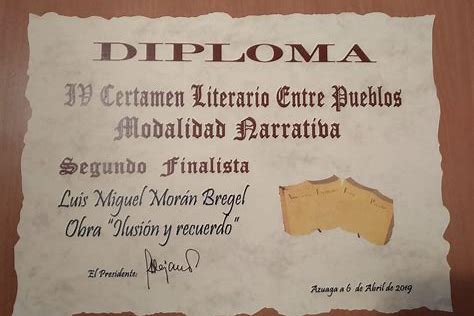 DIPLOMA
IV Certamen Literario Entre Pueblos
Modalidad Narrativa
Segundo Finalista
Luis Miguel Morán Bregel
Obra "Ilusión y recuerdo"
El Presidente:
Azuaga a 6 de Abril de 2019